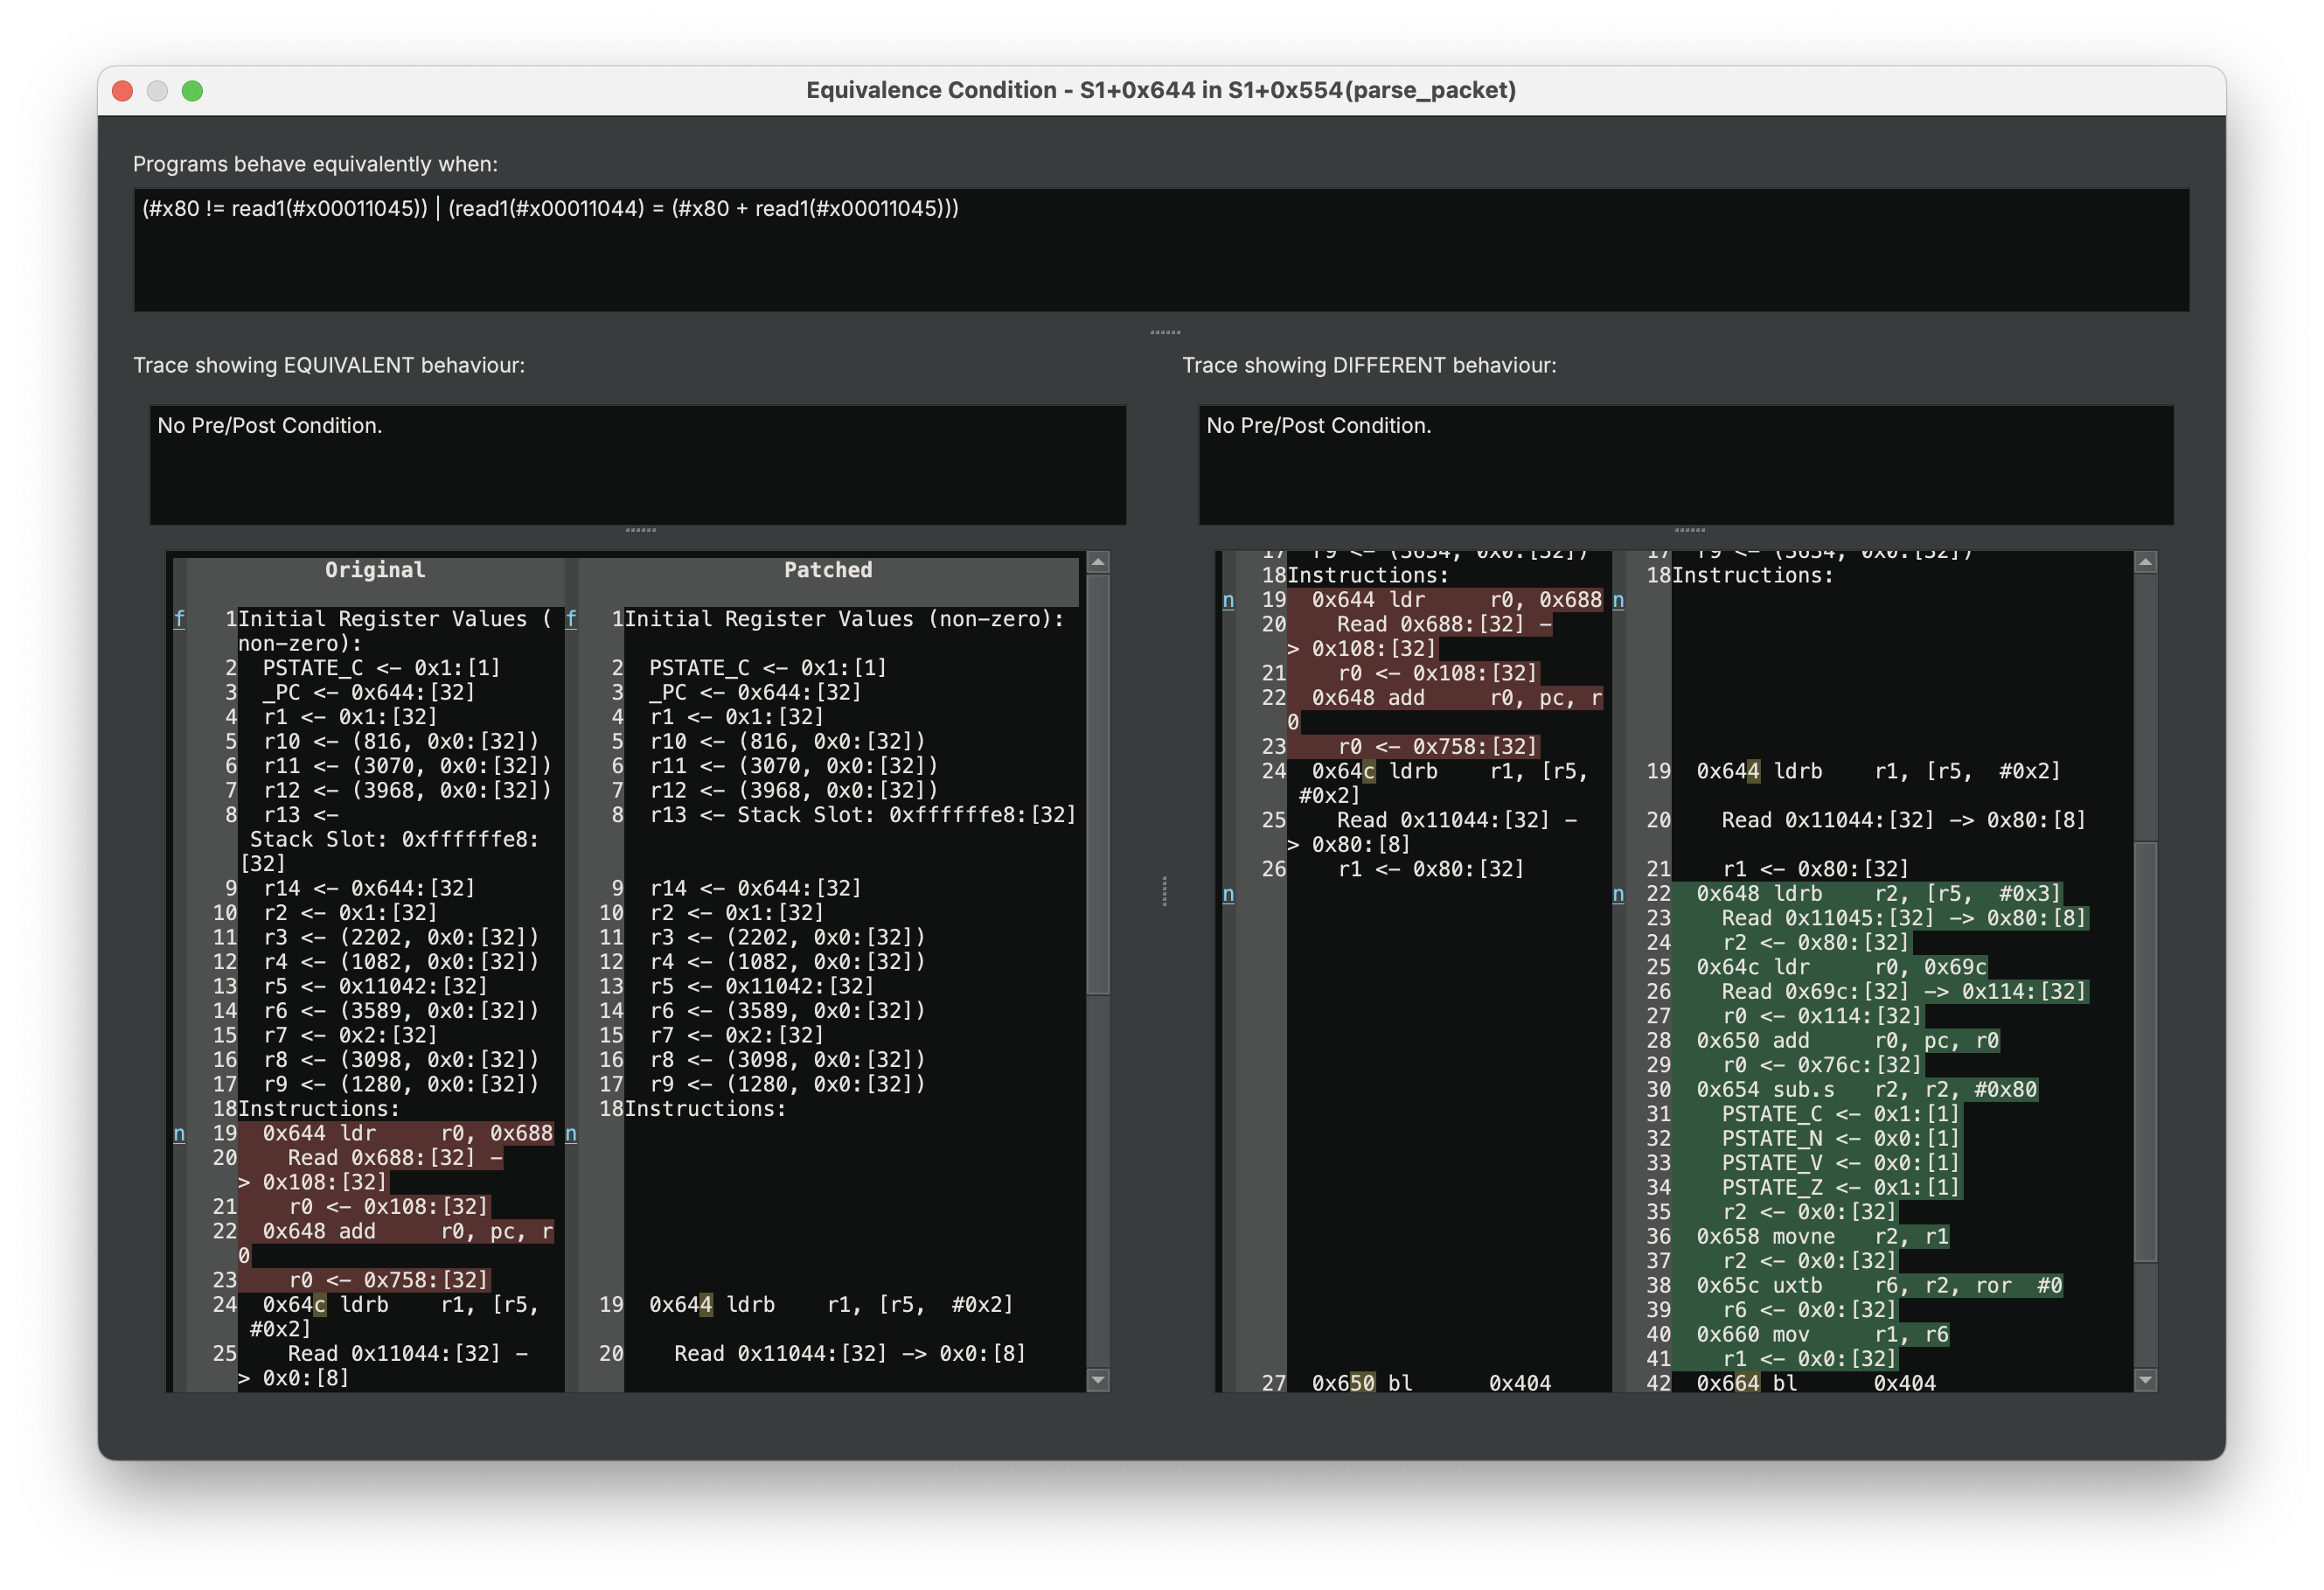 Equivalence Condition - S1+0x644 in S1+0x554(parse_packet)
Programs behave equivalently when:
(#x80 != read1(#x00011045)) | (read1(#x00011044) = (#x80 + read1(#x00011045)))
Trace showing EQUIVALENT behaviour:
No Pre/Post Condition.
Original
f 1Initial Register Values (
non-zero):
2 PSTATE_C <- 0x1:[1]
3 _PC <- 0x644:[32]
4 r1 <- 0x1:[32]
5 r10 <- (816, 0x0:[32])
6 r11 <- (3070, 0x0:[32])
7 r12 <- (3968, 0x0:[32])
8 r13 <-
Stack Slot: 0xffffffe8:
[32]
9 r14 <- 0x644:[32]
10 r2 <- 0x1:[32]
11 r3 <- (2202, 0x0:[32])
12 r4 <- (1082, 0x0:[32])
13 r5 <- 0x11042:[32]
14 r6 <- (3589, 0x0:[32])
15 r7 <- 0x2:[32]
16 r8 <- (3098, 0x0:[32])
17 r9 <- (1280, 0x0:[32])
18Instructions:
n 19 0x644 ldr r0, 0x688
20 Read 0x688:[32] -
> 0x108:[32]
21 r0 <- 0x108:[32]
22 0x648 add r0, pc, r
0
23 r0 <- 0x758:[32]
24 0x64c ldrb r1, [r5,
#0x2]
25 Read 0x11044:[32] -
> 0x0:[8]
Patched
f 1Initial Register Values (non-zero):
2 PSTATE_C <- 0x1:[1]
3 _PC <- 0x644:[32]
4 r1 <- 0x1:[32]
5 r10 <- (816, 0x0:[32])
6 r11 <- (3070, 0x0:[32])
7 r12 <- (3968, 0x0:[32])
8 r13 <- Stack Slot: 0xffffffe8:[32]
9 r14 <- 0x644:[32]
10 r2 <- 0x1:[32]
11 r3 <- (2202, 0x0:[32])
12 r4 <- (1082, 0x0:[32])
13 r5 <- 0x11042:[32]
14 r6 <- (3589, 0x0:[32])
15 r7 <- 0x2:[32]
16 r8 <- (3098, 0x0:[32])
17 r9 <- (1280, 0x0:[32])
18Instructions:
n
19 0x644 ldrb r1, [r5, #0x2]
20 Read 0x11044:[32] -> 0x0:[8]
Trace showing DIFFERENT behaviour:
No Pre/Post Condition.
17 r9 <- (3634, 0x0:[32])
18Instructions:
n 19 0x644 ldr r0, 0x688
20 Read 0x688:[32] -
> 0x108:[32]
21 r0 <- 0x108:[32]
22 0x648 add r0, pc, r
0
23 r0 <- 0x758:[32]
24 0x64c ldrb r1, [r5,
#0x2]
25 Read 0x11044:[32] -
> 0x80:[8]
26 r1 <- 0x80:[32]
n
27 0x650 bl 0x404
17 r9 <- (3634, 0x0:[32])
18Instructions:
n
19 0x644 ldrb r1, [r5, #0x2]
20 Read 0x11044:[32] -> 0x80:[8]
21 r1 <- 0x80:[32]
n 22 0x648 ldrb r2, [r5, #0x3]
23 Read 0x11045:[32] -> 0x80:[8]
24 r2 <- 0x80:[32]
25 0x64c ldr r0, 0x69c
26 Read 0x69c:[32] -> 0x114:[32]
27 r0 <- 0x114:[32]
28 0x650 add r0, pc, r0
29 r0 <- 0x76c:[32]
30 0x654 sub.s r2, r2, #0x80
31 PSTATE_C <- 0x1:[1]
32 PSTATE_N <- 0x0:[1]
33 PSTATE_V <- 0x0:[1]
34 PSTATE_Z <- 0x1:[1]
35 r2 <- 0x0:[32]
36 0x658 movne r2, r1
37 r2 <- 0x0:[32]
38 0x65c uxtb r6, r2, ror #0
39 r6 <- 0x0:[32]
40 0x660 mov r1, r6
41 r1 <- 0x0:[32]
42 0x664 bl 0x404